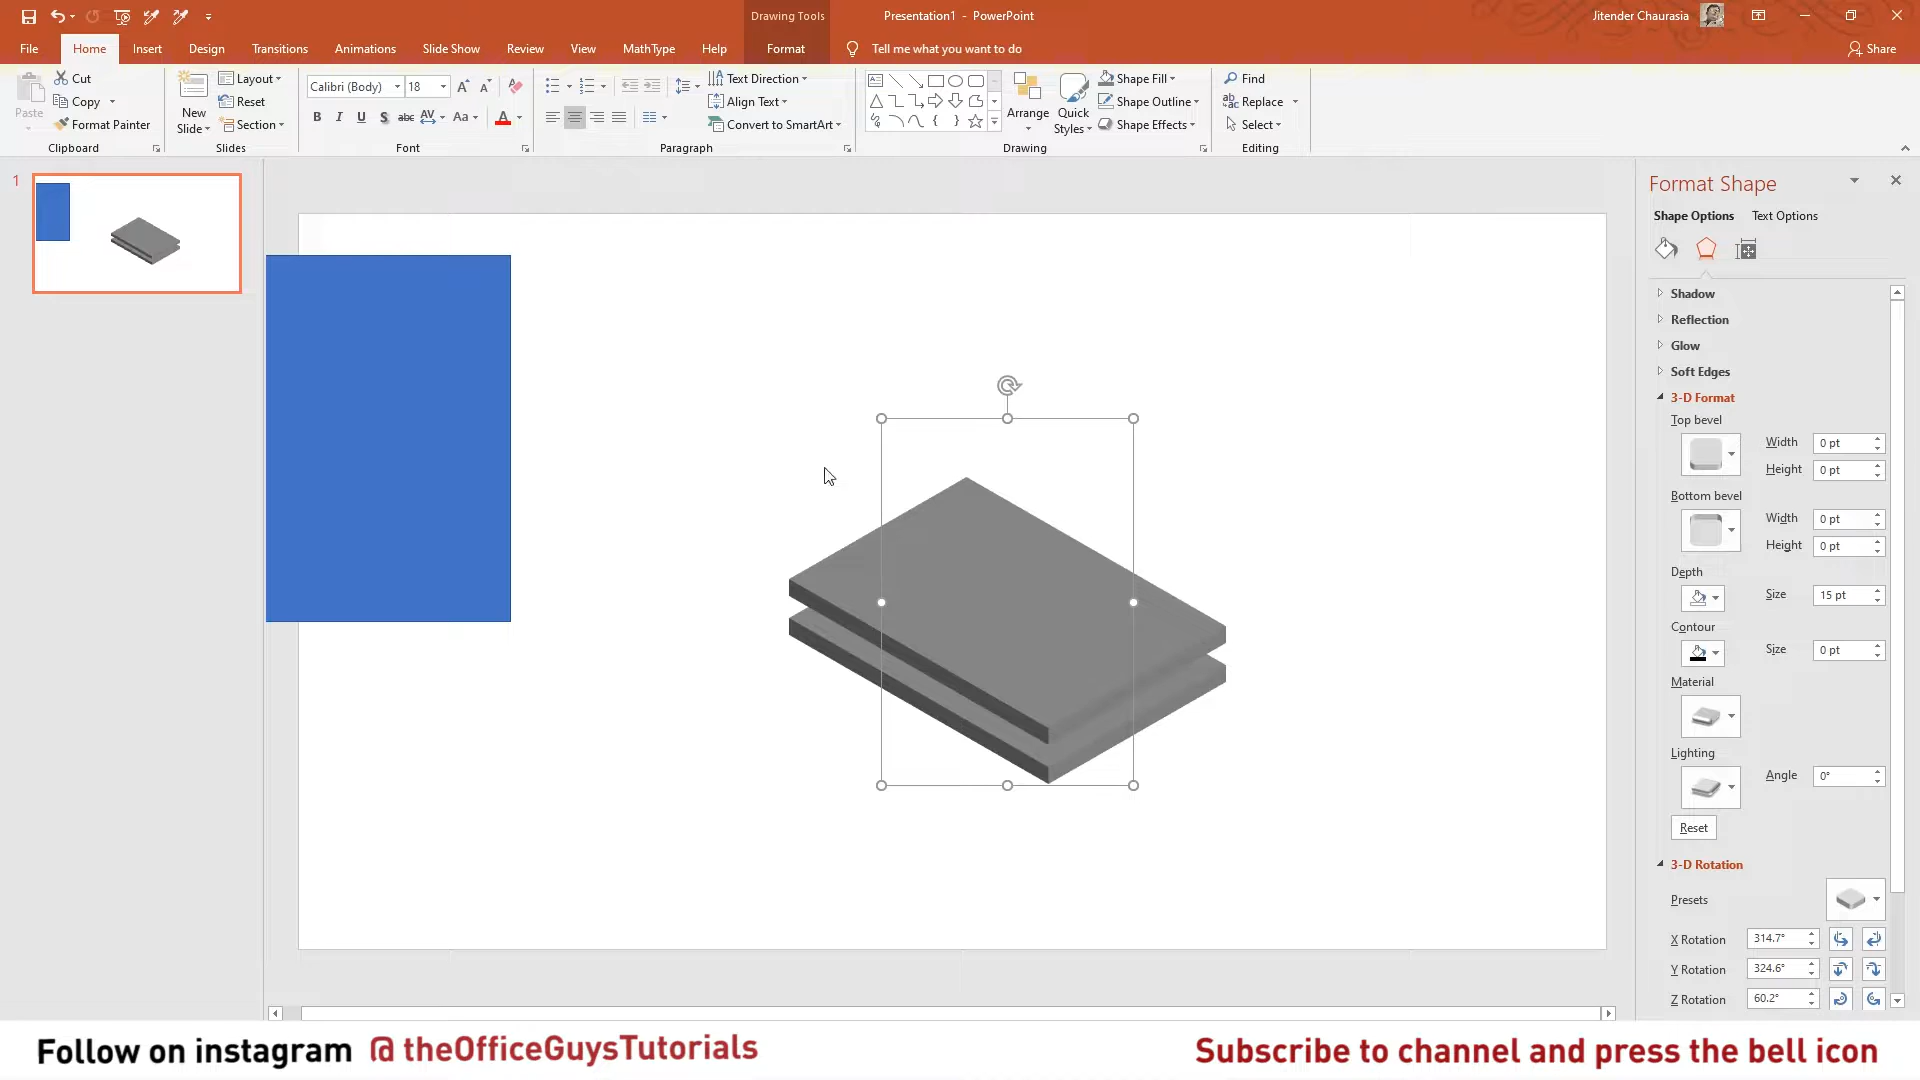 Drawing Tools
Presentation1 - PowerPoint
Jitender Chaurasia
File
Home
Insert
Design
Transitions
Animations
Slide Show
Review
View
MathType
Help
Format
Tell me what you want to do
Share
Paste
Cut
Copy
Format Painter
Clipboard
New
Slide
Layout
Reset
Section
Slides
Calibri (Body)
18
A
A
B
I
U
S
abc
AV
Aa
A
Font
Text Direction
Align Text
Convert to SmartArt
Paragraph
Arrange
Quick
Styles
Shape Fill
Shape Outline
Shape Effects
Drawing
Find
Replace
Select
Editing
1
Format Shape
Shape Options
Text Options
Shadow
Reflection
Glow
Soft Edges
3-D Format
Top bevel
Width
0 pt
Height
0 pt
Bottom bevel
Width
0 pt
Height
0 pt
Depth
Size
15 pt
Contour
Size
0 pt
Material
Lighting
Angle
0°
Reset
3-D Rotation
Presets
X Rotation
314.7°
Y Rotation
324.6°
Z Rotation
60.2°
Follow on instagram @ theOfficeGuysTutorials
Subscribe to channel and press the bell icon